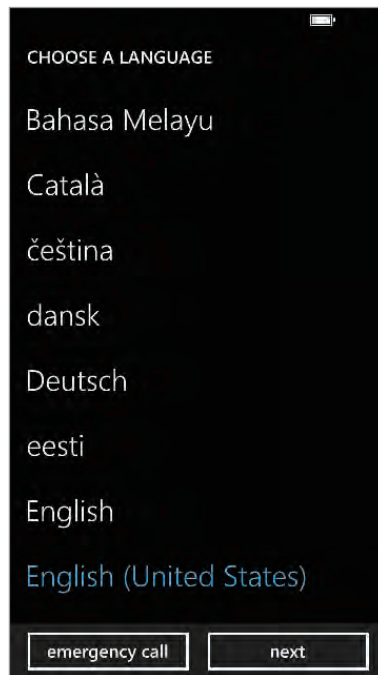 CHOOSE A LANGUAGE
Bahasa Melayu
Català
čeština
dansk
Deutsch
eesti
English
English (United States)
emergency call next